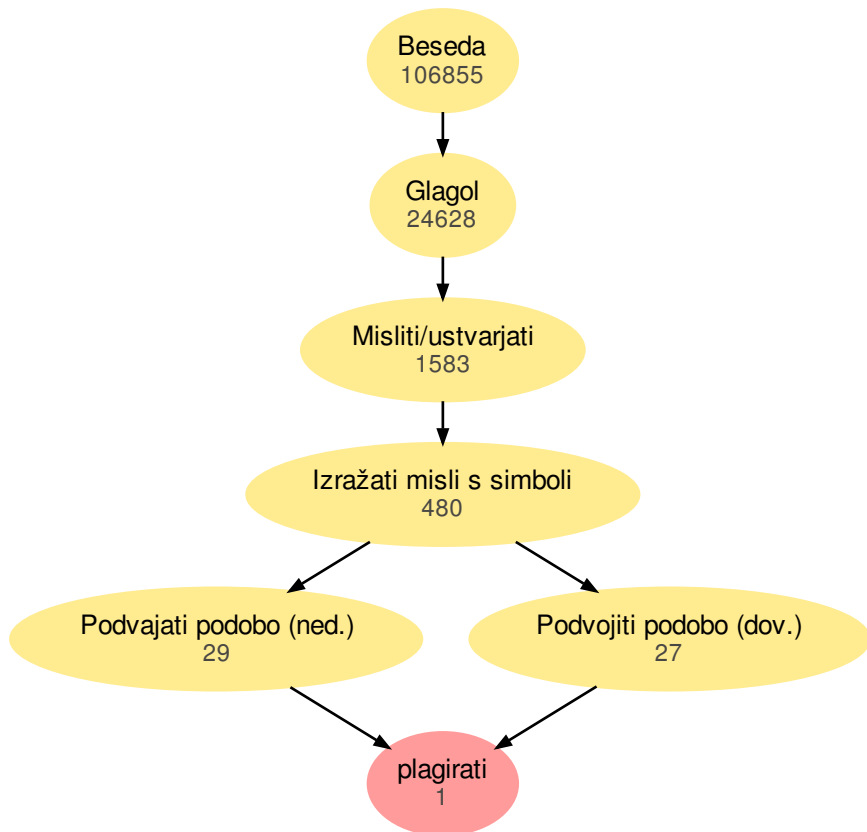 Beseda
106855
Glagol
24628
Misliti/ustvarjati
1583
Izražati misli s simboli
480
Podvajati podobo (ned.)
29
Podvojiti podobo (dov.)
27
plagirati
1